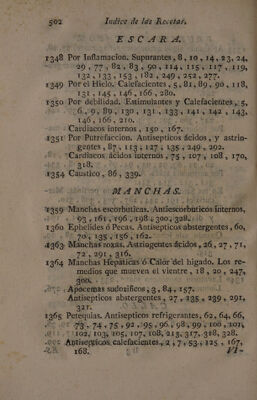 502 Indice de las Recetas.
ESCARA.
1348 Por Inflamacion. Supurantes, 8, 10, 14, 23, 24,
29, 77, 82, 83, 90, 114, 115, 117, 119,
132, 133, 153, 182, 249, 252, 277.
1349 Por el Hielo. Calefacientes, 5, 81, 89, 90, 118,
131, 145, 146, 166, 280.
1350 Por debilidad. Estimulantes y Calefacientes, 5,
6, 9, 89, 130, 131, 133, 141, 142, 143,
146, 166, 210.
Cardiacos internos, 150, 167.
1351 Por Putrefaccion. Antisepticos ácidos, y astrin-
gentes, 87, 113, 127, 135, 249, 292.
Cardiacos ácidos internos, 75, 107, 108, 170,
318.
1354 Caustico, 86, 339.
MANCHAS.
1359 Manchas escorbuticas. Antiescorbuticos internos,
93, 161, 196, 198, 300, 328.
1360 Ephelides ó Pecas. Antisepticos abstergentes, 60,
70, 135, 156, 162.
1363 Manchas roxas. Astringentes ácidos, 26, 27, 71,
72, 291, 316.
1364 Manchas Hepaticas ó Calor del higado. Los re-
medios que mueven el vientre, 18, 20, 247,
300.
Apocemas sudorificos, 3, 84, 157.
Antisepticos abstergentes, 27, 235, 239, 291,
321.
1365 Petequias. Antisepticos refrigerantes, 62, 64, 66,
73, 74, 75, 92, 95, 96, 98, 99, 100, 101,
102, 103, 105, 107, 108, 213, 317, 318, 328.
Antisepticos calefacientes, 2, 7, 53, 125, 167,
168.